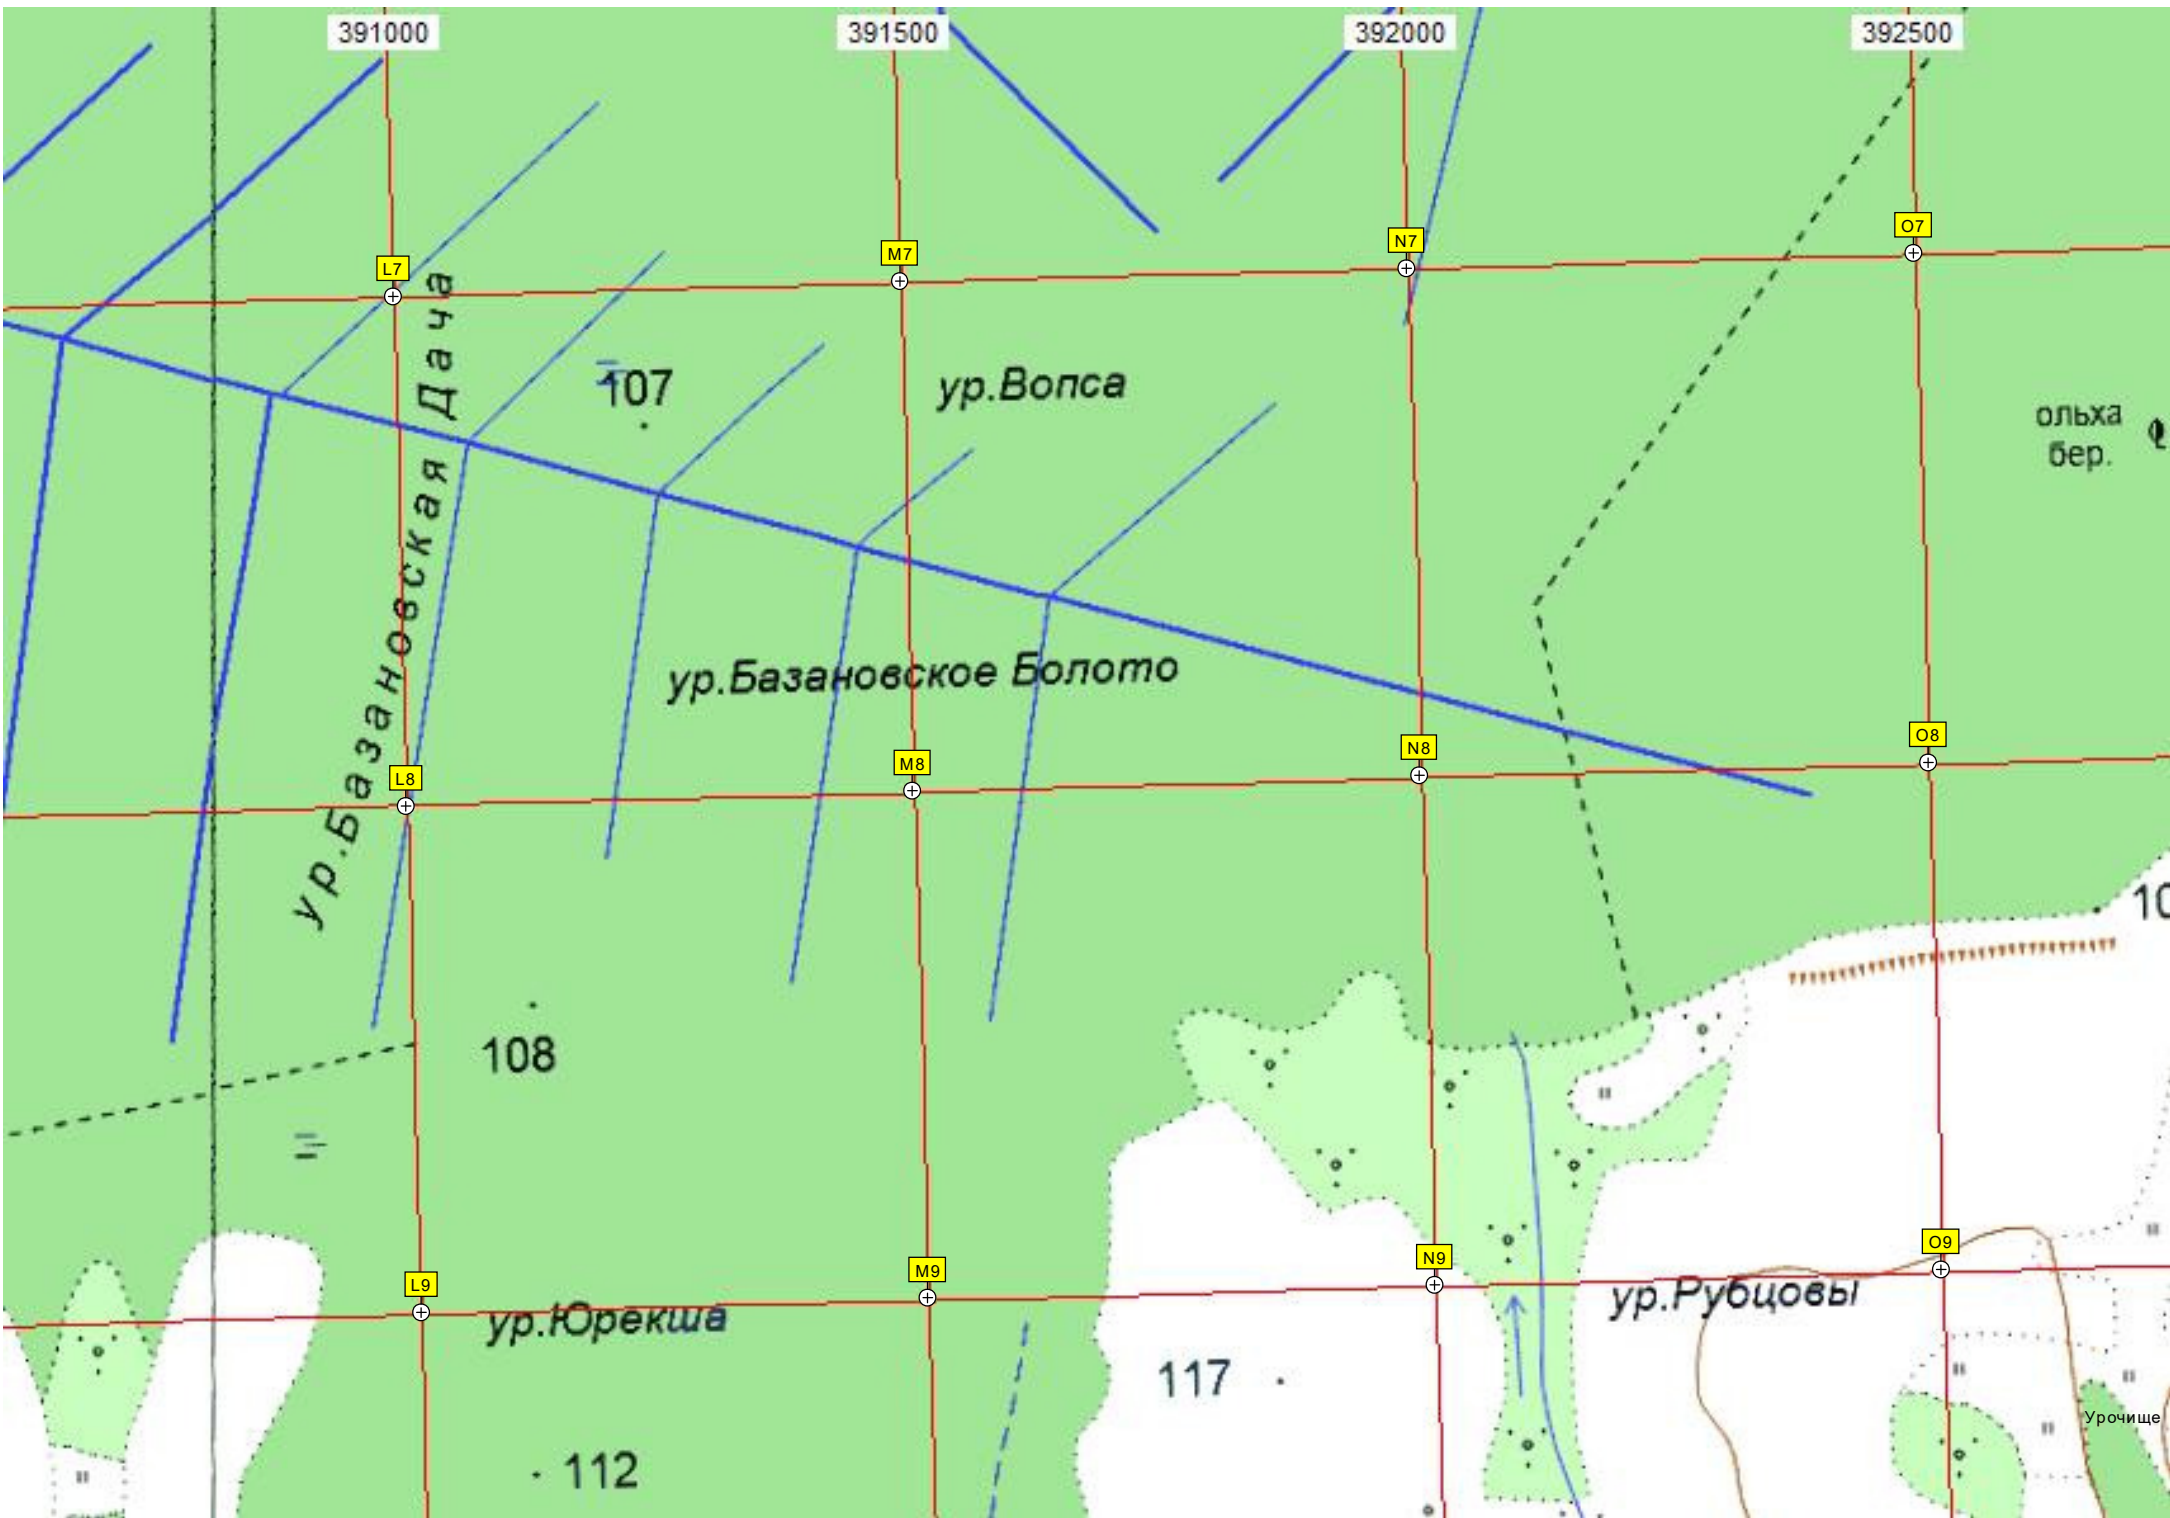 391000 391500 392000 392500
L7 M7 N7 O7
ур.Базановская Дача
107
ур.Вопса
ольха
бер.
ур.Базановское Болото
L8 M8 N8 O8
10
108
L9 M9 N9 O9
ур.Юрекша
ур.Рубцовы
117
Урочище
112